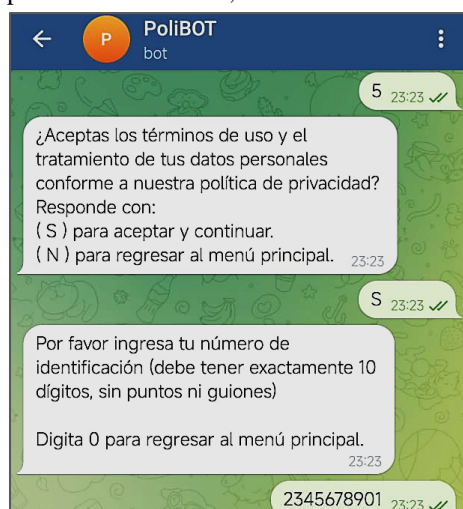 P
PoliBOT
bot
5 23:23
¿Aceptas los términos de uso y el
tratamiento de tus datos personales
conforme a nuestra política de privacidad?
Responde con:
( S ) para aceptar y continuar.
( N ) para regresar al menú principal. 23:23
S 23:23
Por favor ingresa tu número de
identificación (debe tener exactamente 10
dígitos, sin puntos ni guiones)
Digita 0 para regresar al menú principal.
23:23
2345678901 23:23